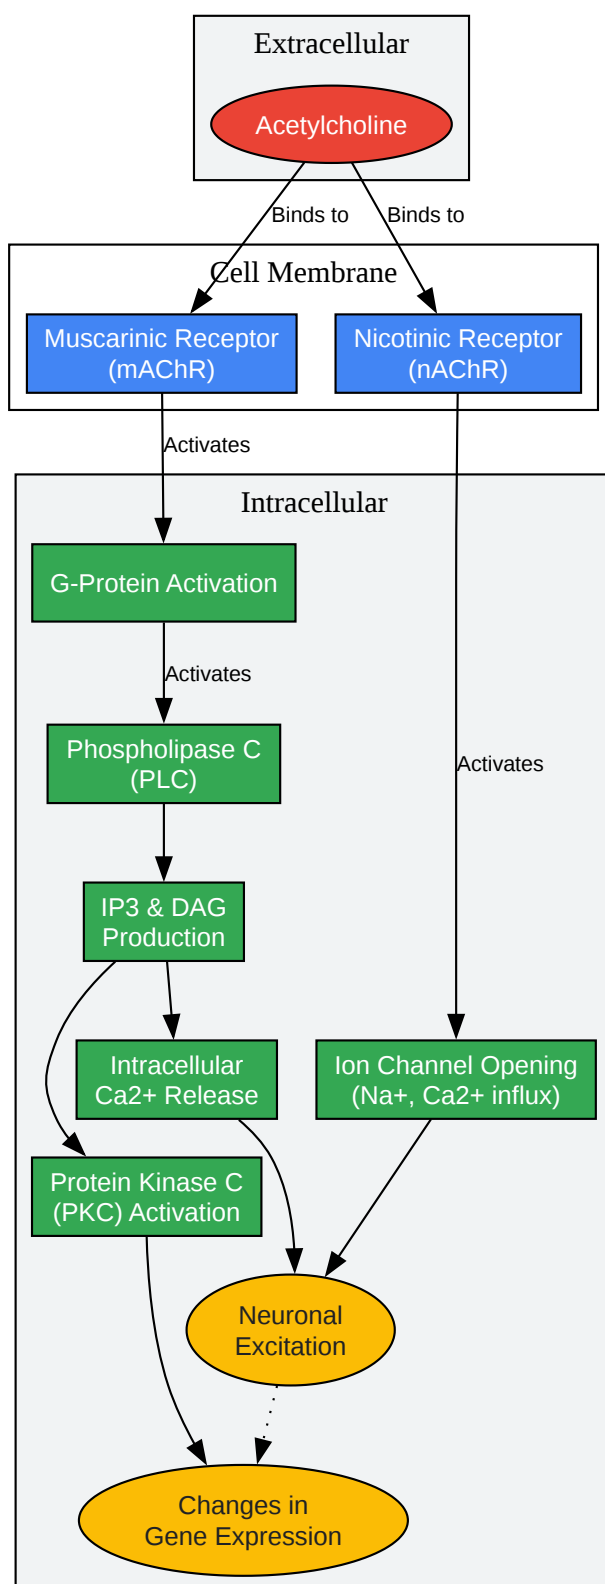 Extracellular
Acetylcholine
Binds to
Binds to
Cell Membrane
Muscarinic Receptor
(mAChR)
Nicotinic Receptor
(nAChR)
Activates
Intracellular
G-Protein Activation
Activates
Phospholipase C
(PLC)
Activates
IP3 & DAG
Production
Intracellular
Ca2+ Release
Ion Channel Opening
(Na+, Ca2+ influx)
Protein Kinase C
(PKC) Activation
Neuronal
Excitation
Changes in
Gene Expression